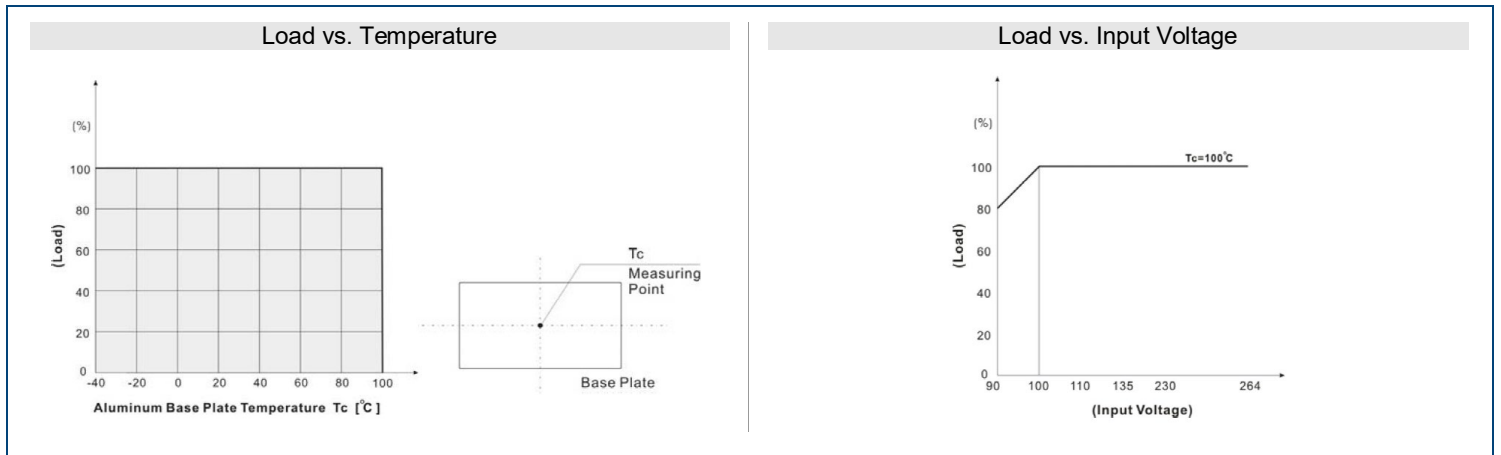 Load vs. Temperature
(%)
100
80
60
40
20
0
(Load)
-40 -20 0 20 40 60 80 100
Aluminum Base Plate Temperature Tc [°C]
Tc
Measuring
Point
Base Plate
Load vs. Input Voltage
(%)
100
80
60
40
20
0
(Load)
Tc=100°C
90 100 110 135 230 264
(Input Voltage)